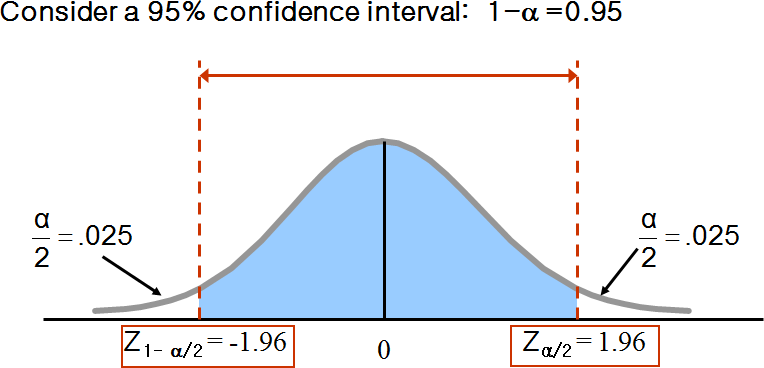 Consider a 95% confidence interval: 1-α =0.95
α
2 = .025
α
2 = .025
Z1- α/2 = -1.96
0
Zα/2 = 1.96